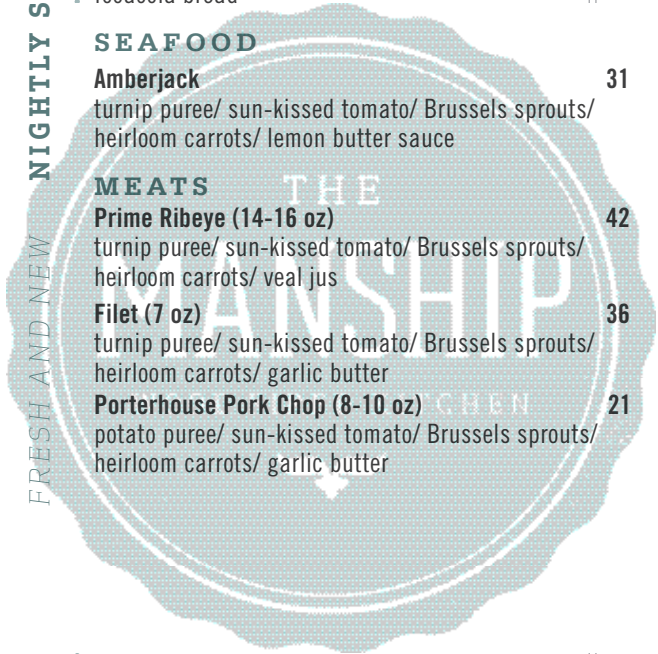 focaccia bread
SEAFOOD
Amberjack 31
turnip puree/ sun-kissed tomato/ Brussels sprouts/
heirloom carrots/ lemon butter sauce
MEATS
Prime Ribeye (14-16 oz) 42
turnip puree/ sun-kissed tomato/ Brussels sprouts/
heirloom carrots/ veal jus
Filet (7 oz) 36
turnip puree/ sun-kissed tomato/ Brussels sprouts/
heirloom carrots/ garlic butter
Porterhouse Pork Chop (8-10 oz) 21
potato puree/ sun-kissed tomato/ Brussels sprouts/
heirloom carrots/ garlic butter
FRESH AND NEW
NIGHTLY S
THE
MANSHIP